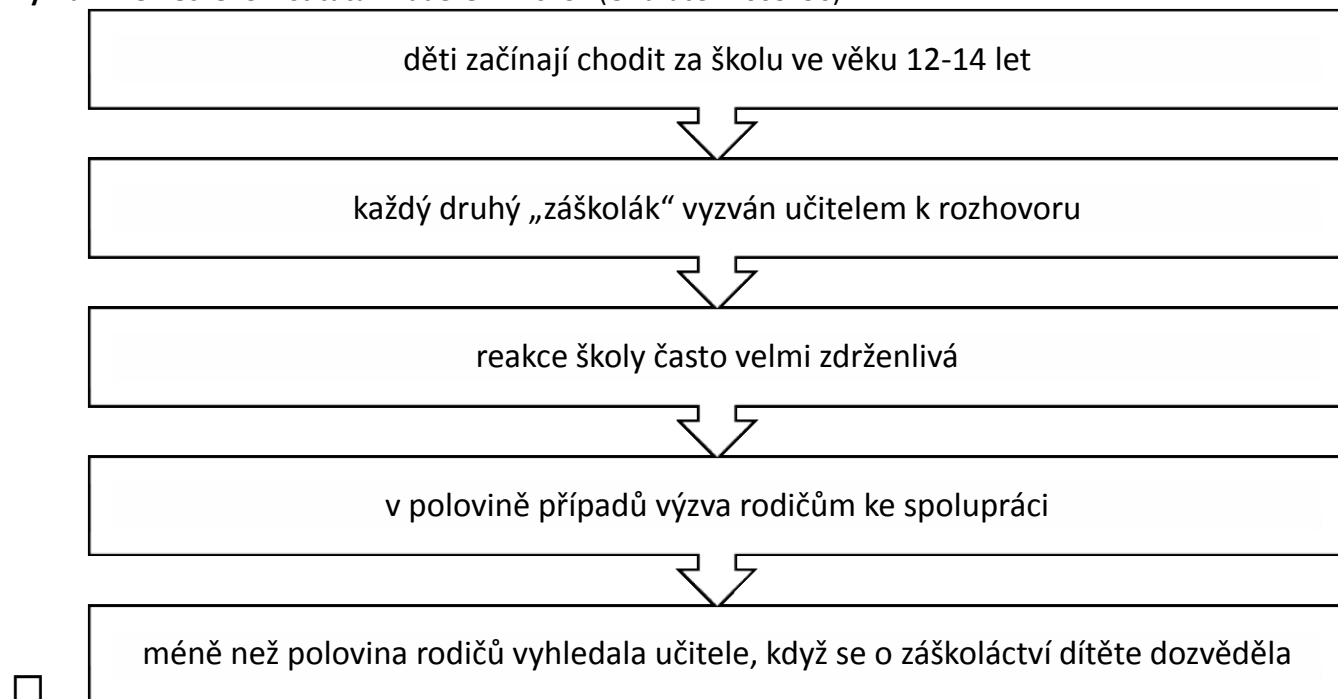 děti začínají chodit za školu ve věku 12-14 let
každý druhý „záškolák“ vyzván učitelem k rozhovoru
reakce školy často velmi zdrženlivá
v polovině případů výzva rodičům ke spolupráci
méně než polovina rodičů vyhledala učitele, když se o záškoláctví dítěte dozvěděla